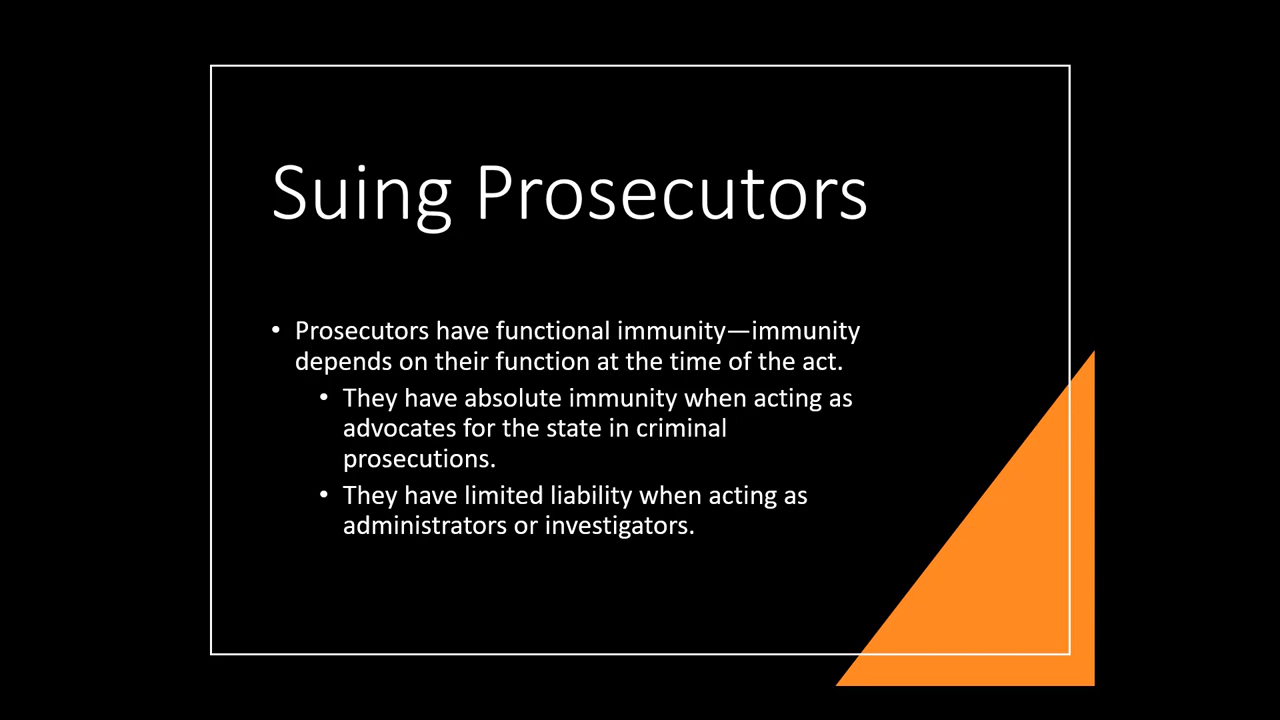 Suing Prosecutors
• Prosecutors have functional immunity—immunity
depends on their function at the time of the act.
• They have absolute immunity when acting as
advocates for the state in criminal
prosecutions.
• They have limited liability when acting as
administrators or investigators.